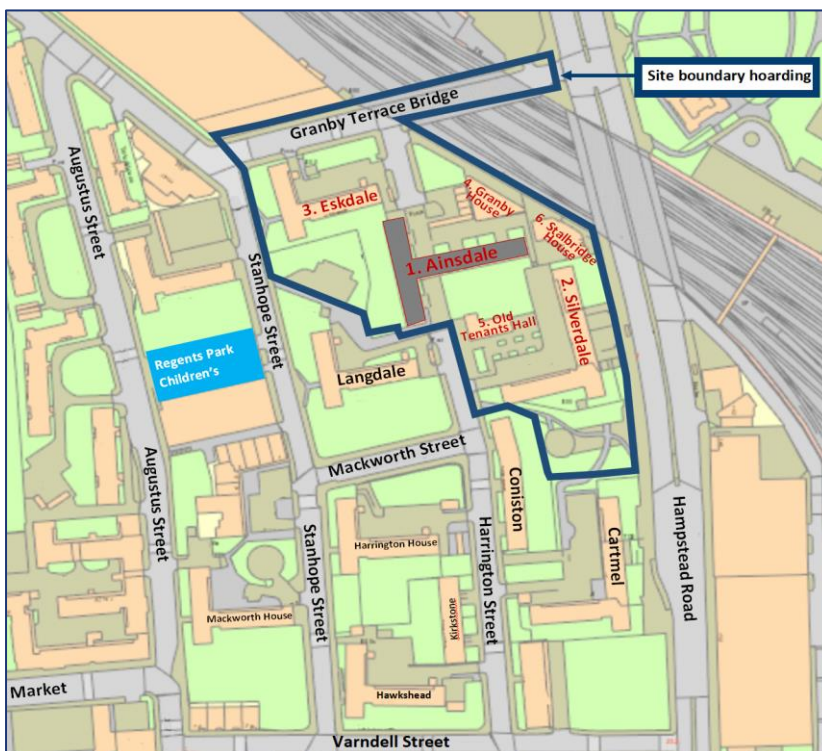 Site boundary hoarding
Granby Terrace Bridge
Augustus Street
3. Eskdale
4. Granby
House
6. Stalbridge
House
1. Ainsdale
2. Silverdale
Stanhope Street
5. Old
Tenants Hall
Regents Park
Children's
Langdale
Mackworth Street
Augustus Street
Stanhope Street
Harrington House
Coniston
Harrington Street
Cartmel
Hampstead Road
Kirkstone
Mackworth House
Market
Hawkshead
Varndell Street